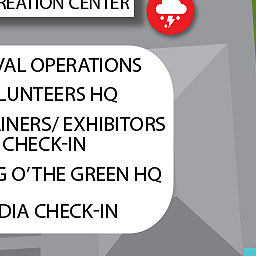 REATION CENTER
VAL OPERATIONS
LUNTEERS HQ
INERS/ EXHIBITORS
CHECK-IN
G O'THE GREEN HQ
DIA CHECK-IN